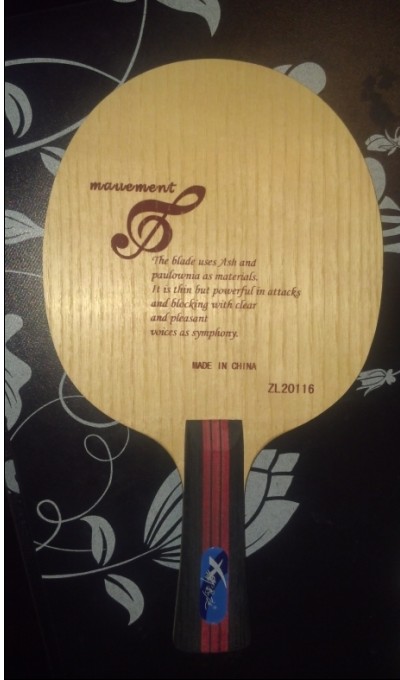 mauement
The blade uses Ash and
paulownia as materials.
It is thin but powerful in attacks
and blocking with clear
and pleasant
voices as symphony.
MADE IN CHINA
ZL20116